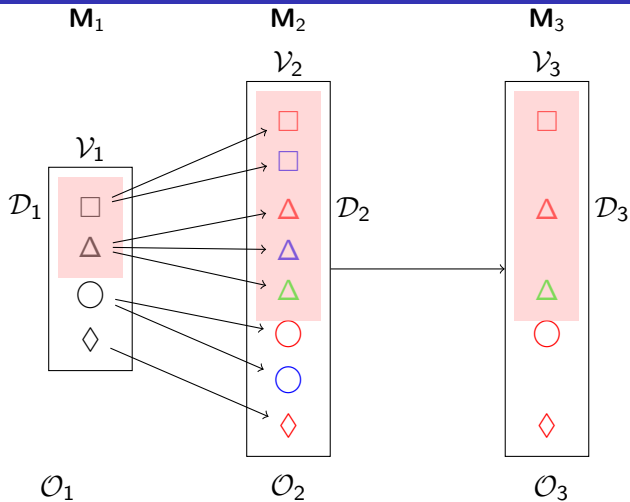 M₁ M₂ M₃
𝒱₂ 𝒱₃
𝒱₁
𝒟₁ 𝒟₂ 𝒟₃
𝒪₁ 𝒪₂ 𝒪₃